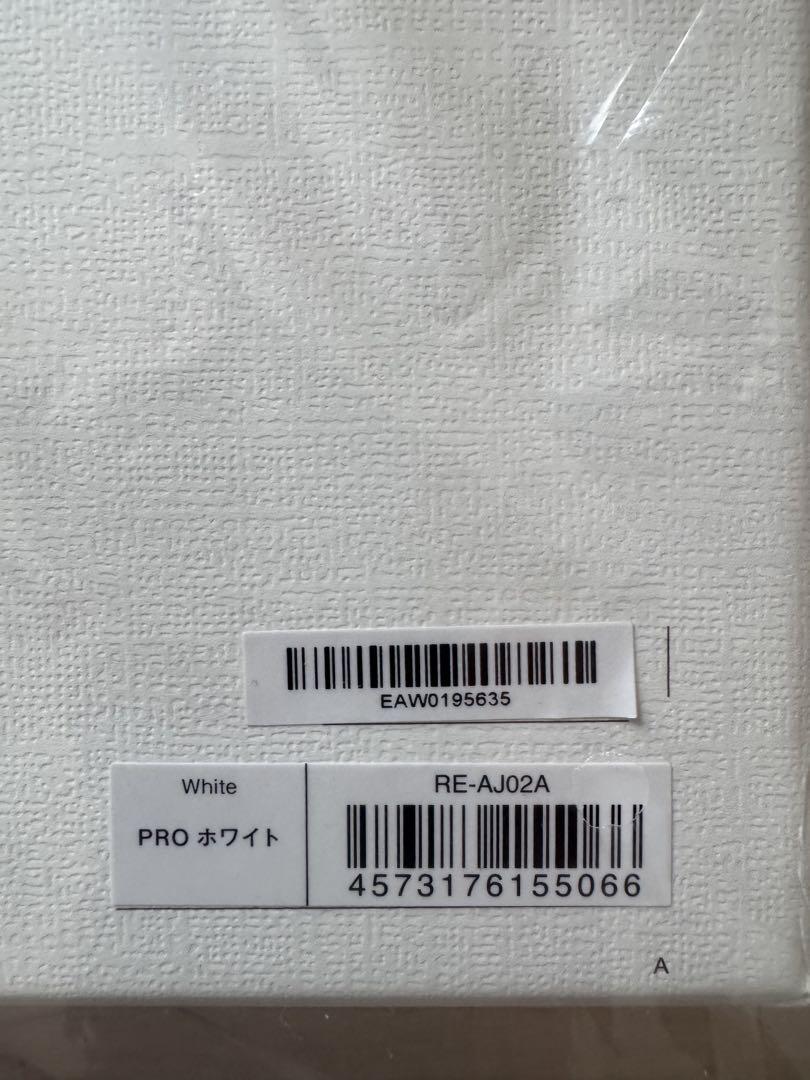 EAW0195635
White
PRO ホワイト
RE-AJ02A
4573176155066
A